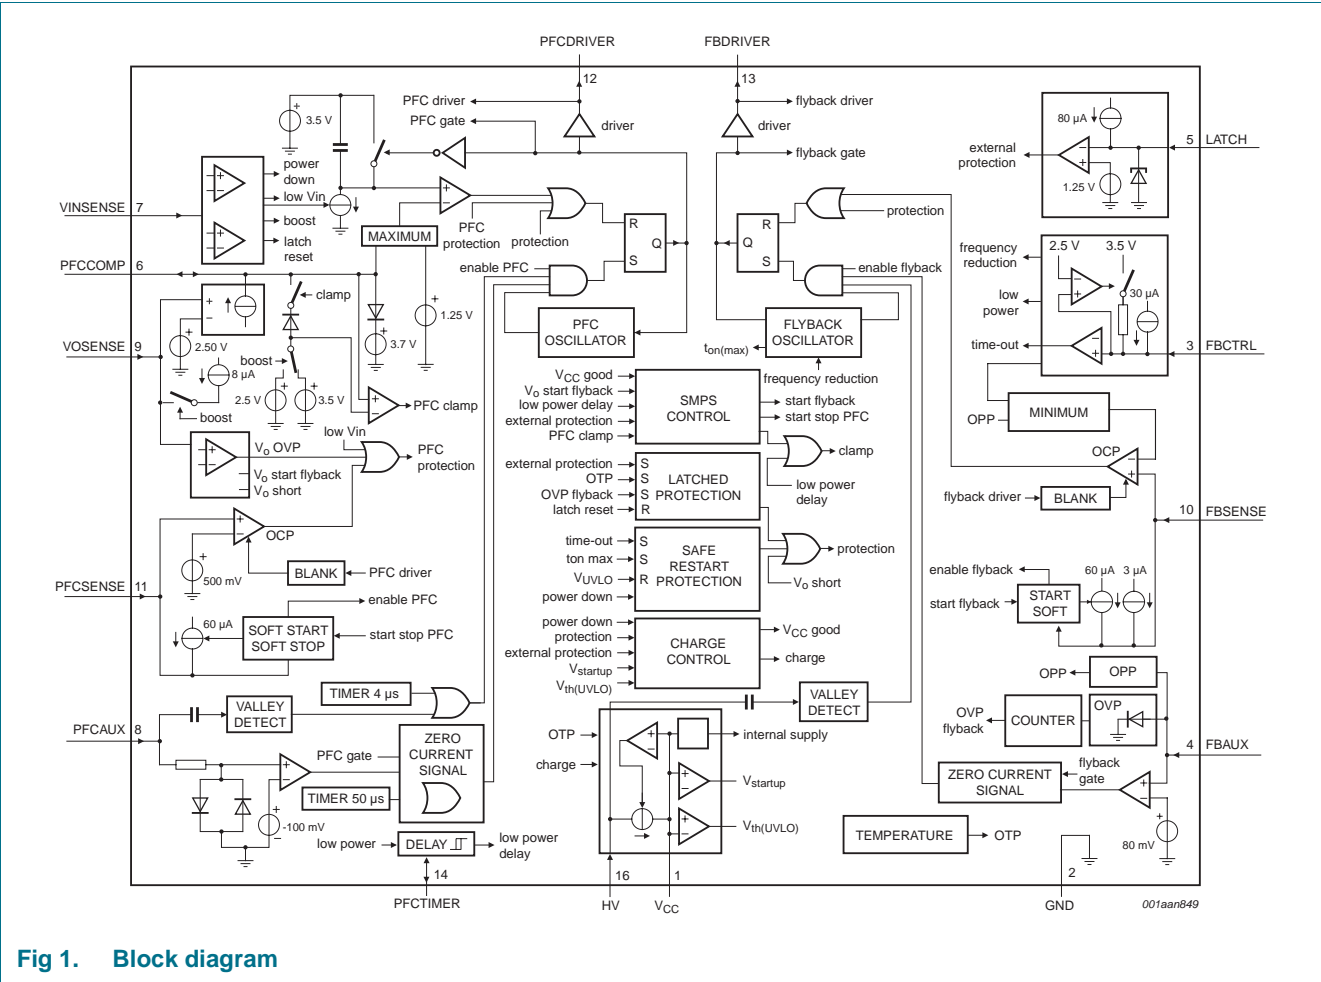 PFCDRIVER
FBDRIVER
12
13
PFC driver
PFC gate
driver
flyback driver
driver
flyback gate
3.5 V
80 μA
external
protection
1.25 V
5 LATCH
power
down
low Vin
boost
latch
reset
VINSENSE 7
MAXIMUM
PFC
protection
protection
R
Q
S
R
Q
S
protection
PFCCOMP 6
enable PFC
enable flyback
clamp
1.25 V
3.7 V
PFC
OSCILLATOR
FLYBACK
OSCILLATOR
ton(max)
frequency reduction
frequency
reduction
2.5 V
3.5 V
low
power
30 μA
time-out
3 FBCTRL
VOSENSE 9
2.50 V
8 μA
boost
boost
2.5 V
3.5 V
PFC clamp
VCC good
Vo start flyback
low power delay
external protection
PFC clamp
SMPS
CONTROL
start flyback
start stop PFC
clamp
low power
delay
OPP
MINIMUM
low Vin
Vo OVP
Vo start flyback
Vo short
PFC
protection
external protection
OTP
OVP flyback
latch reset
S
S
S
R
LATCHED
PROTECTION
OCP
flyback driver
BLANK
10 FBSENSE
OCP
500 mV
BLANK
PFC driver
PFCSENSE 11
time-out
ton max
VUVLO
power down
S
S
R
SAFE
RESTART
PROTECTION
protection
Vo short
enable PFC
60 μA
SOFT START
SOFT STOP
start stop PFC
enable flyback
start flyback
START
SOFT
60 μA
3 μA
power down
protection
external protection
Vstartup
Vth(UVLO)
CHARGE
CONTROL
VCC good
charge
OPP
OPP
TIMER 4 μs
VALLEY
DETECT
VALLEY
DETECT
OVP
flyback
COUNTER
OVP
PFCAUX 8
PFC gate
ZERO
CURRENT
SIGNAL
TIMER 50 μs
-100 mV
OTP
charge
internal supply
Vstartup
Vth(UVLO)
4 FBAUX
flyback
gate
ZERO CURRENT
SIGNAL
80 mV
TEMPERATURE
OTP
low power
DELAY
low power
delay
14
PFCTIMER
16
HV
1
VCC
2
GND
001aan849
Fig 1. Block diagram